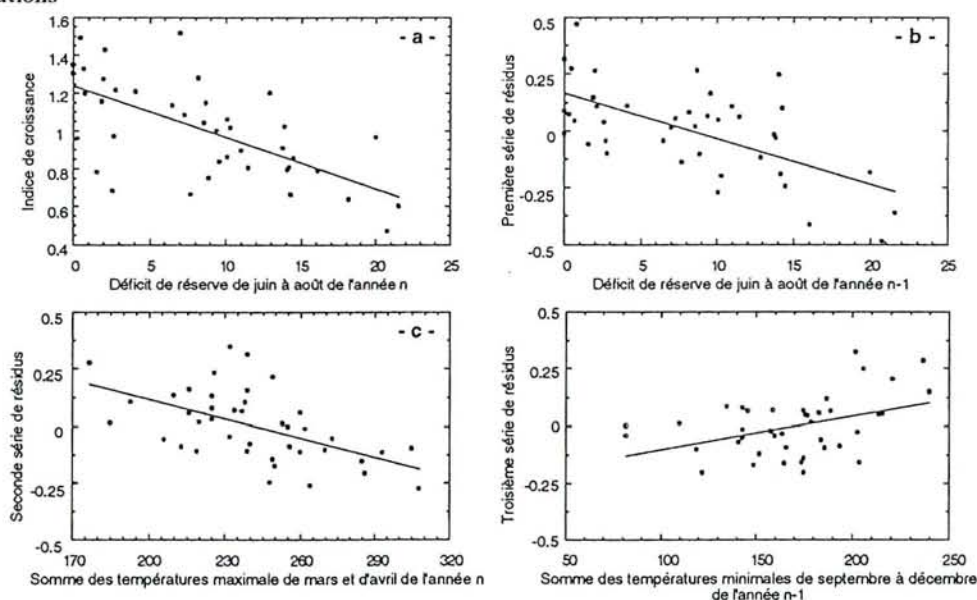 1.6
1.4
1.2
1
0.8
0.6
0.4
Indice de croissance
- a -
0 5 10 15 20 25
Déficit de réserve de juin à août de l'année n
0.5
0.25
0
-0.25
-0.5
Première série de résidus
- b -
0 5 10 15 20 25
Déficit de réserve de juin à août de l'année n-1
0.5
0.25
0
-0.25
-0.5
Seconde série de résidus
- c -
170 200 230 260 290 320
Somme des températures maximale de mars et d'avril de l'année n
0.5
0.25
0
-0.25
-0.5
Troisième série de résidus
50 100 150 200 250
Somme des températures minimales de septembre à décembre
de l'année n-1